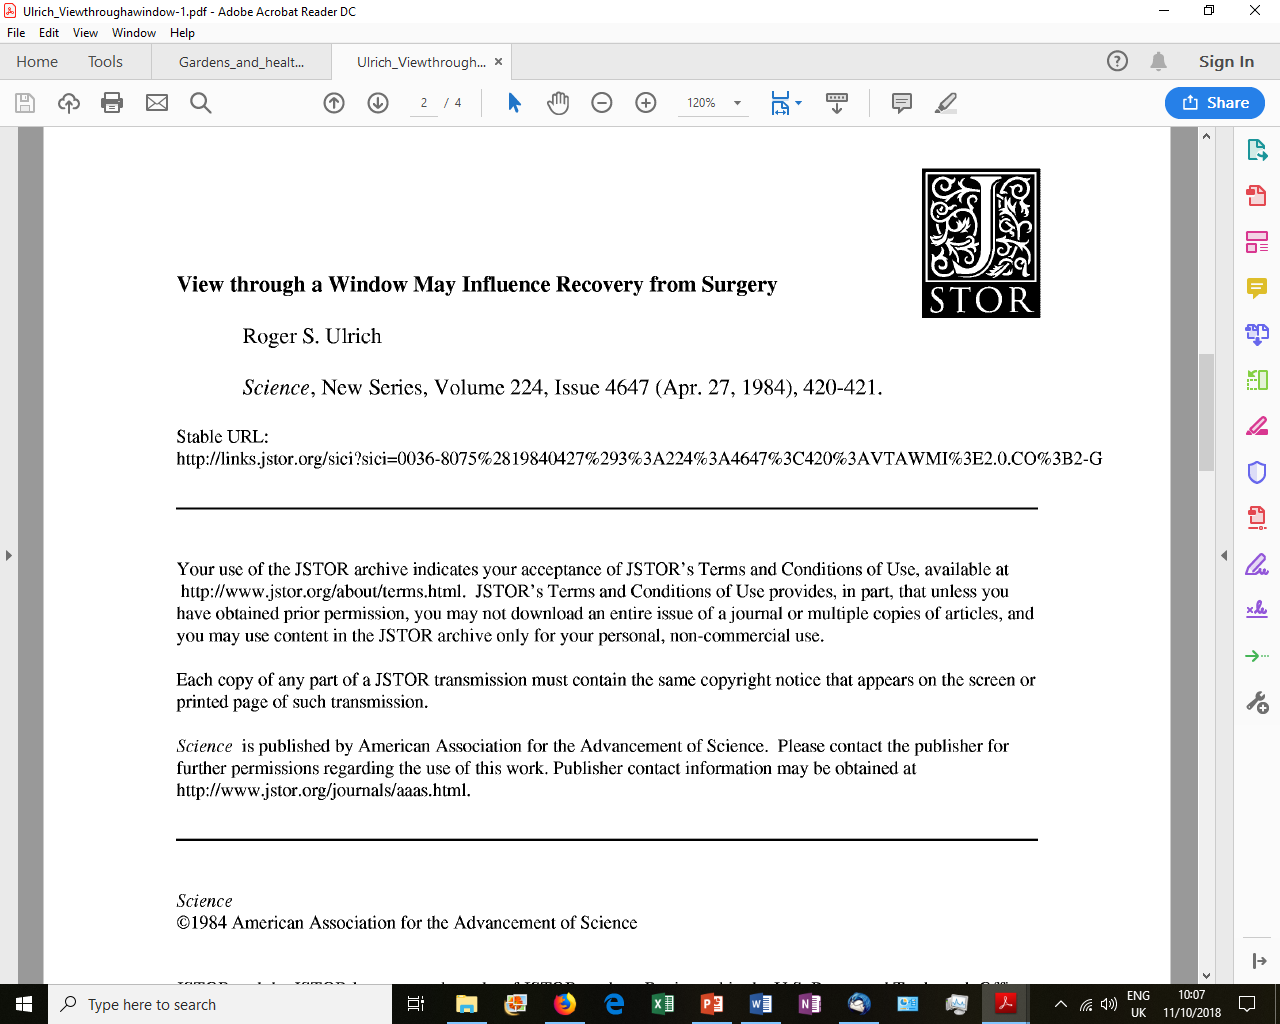 Ulrich_Viewthroughawindow-1.pdf - Adobe Acrobat Reader DC
File Edit View Window Help
Home Tools Gardens_and_healt... Ulrich_Viewthrough... × Sign In
2 / 4 120% Share
JSTOR
View through a Window May Influence Recovery from Surgery
Roger S. Ulrich
Science, New Series, Volume 224, Issue 4647 (Apr. 27, 1984), 420-421.
Stable URL:
http://links.jstor.org/sici?sici=0036-8075%2819840427%293%3A224%3A4647%3C420%3AVTAWMI%3E2.0.CO%3B2-G
Your use of the JSTOR archive indicates your acceptance of JSTOR's Terms and Conditions of Use, available at
http://www.jstor.org/about/terms.html. JSTOR's Terms and Conditions of Use provides, in part, that unless you
have obtained prior permission, you may not download an entire issue of a journal or multiple copies of articles, and
you may use content in the JSTOR archive only for your personal, non-commercial use.
Each copy of any part of a JSTOR transmission must contain the same copyright notice that appears on the screen or
printed page of such transmission.
Science is published by American Association for the Advancement of Science. Please contact the publisher for
further permissions regarding the use of this work. Publisher contact information may be obtained at
http://www.jstor.org/journals/aaas.html.
Science
©1984 American Association for the Advancement of Science
Type here to search
ENG 10:07
UK 11/10/2018